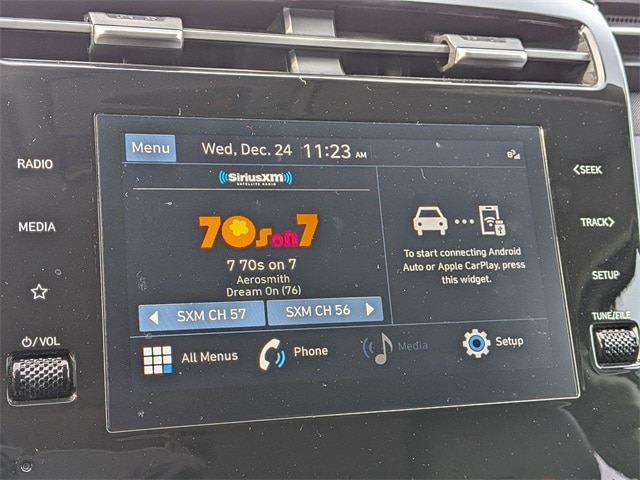 Menu Wed, Dec. 24 11:23 AM
SiriusXM
SATELLITE RADIO
70s on 7
7 70s on 7
Aerosmith
Dream On (76)
SXM CH 57 SXM CH 56
To start connecting Android
Auto or Apple CarPlay, press
this widget.
All Menus Phone Media Setup
RADIO
MEDIA
VOL
SEEK
TRACK
SETUP
TUNE/FILE